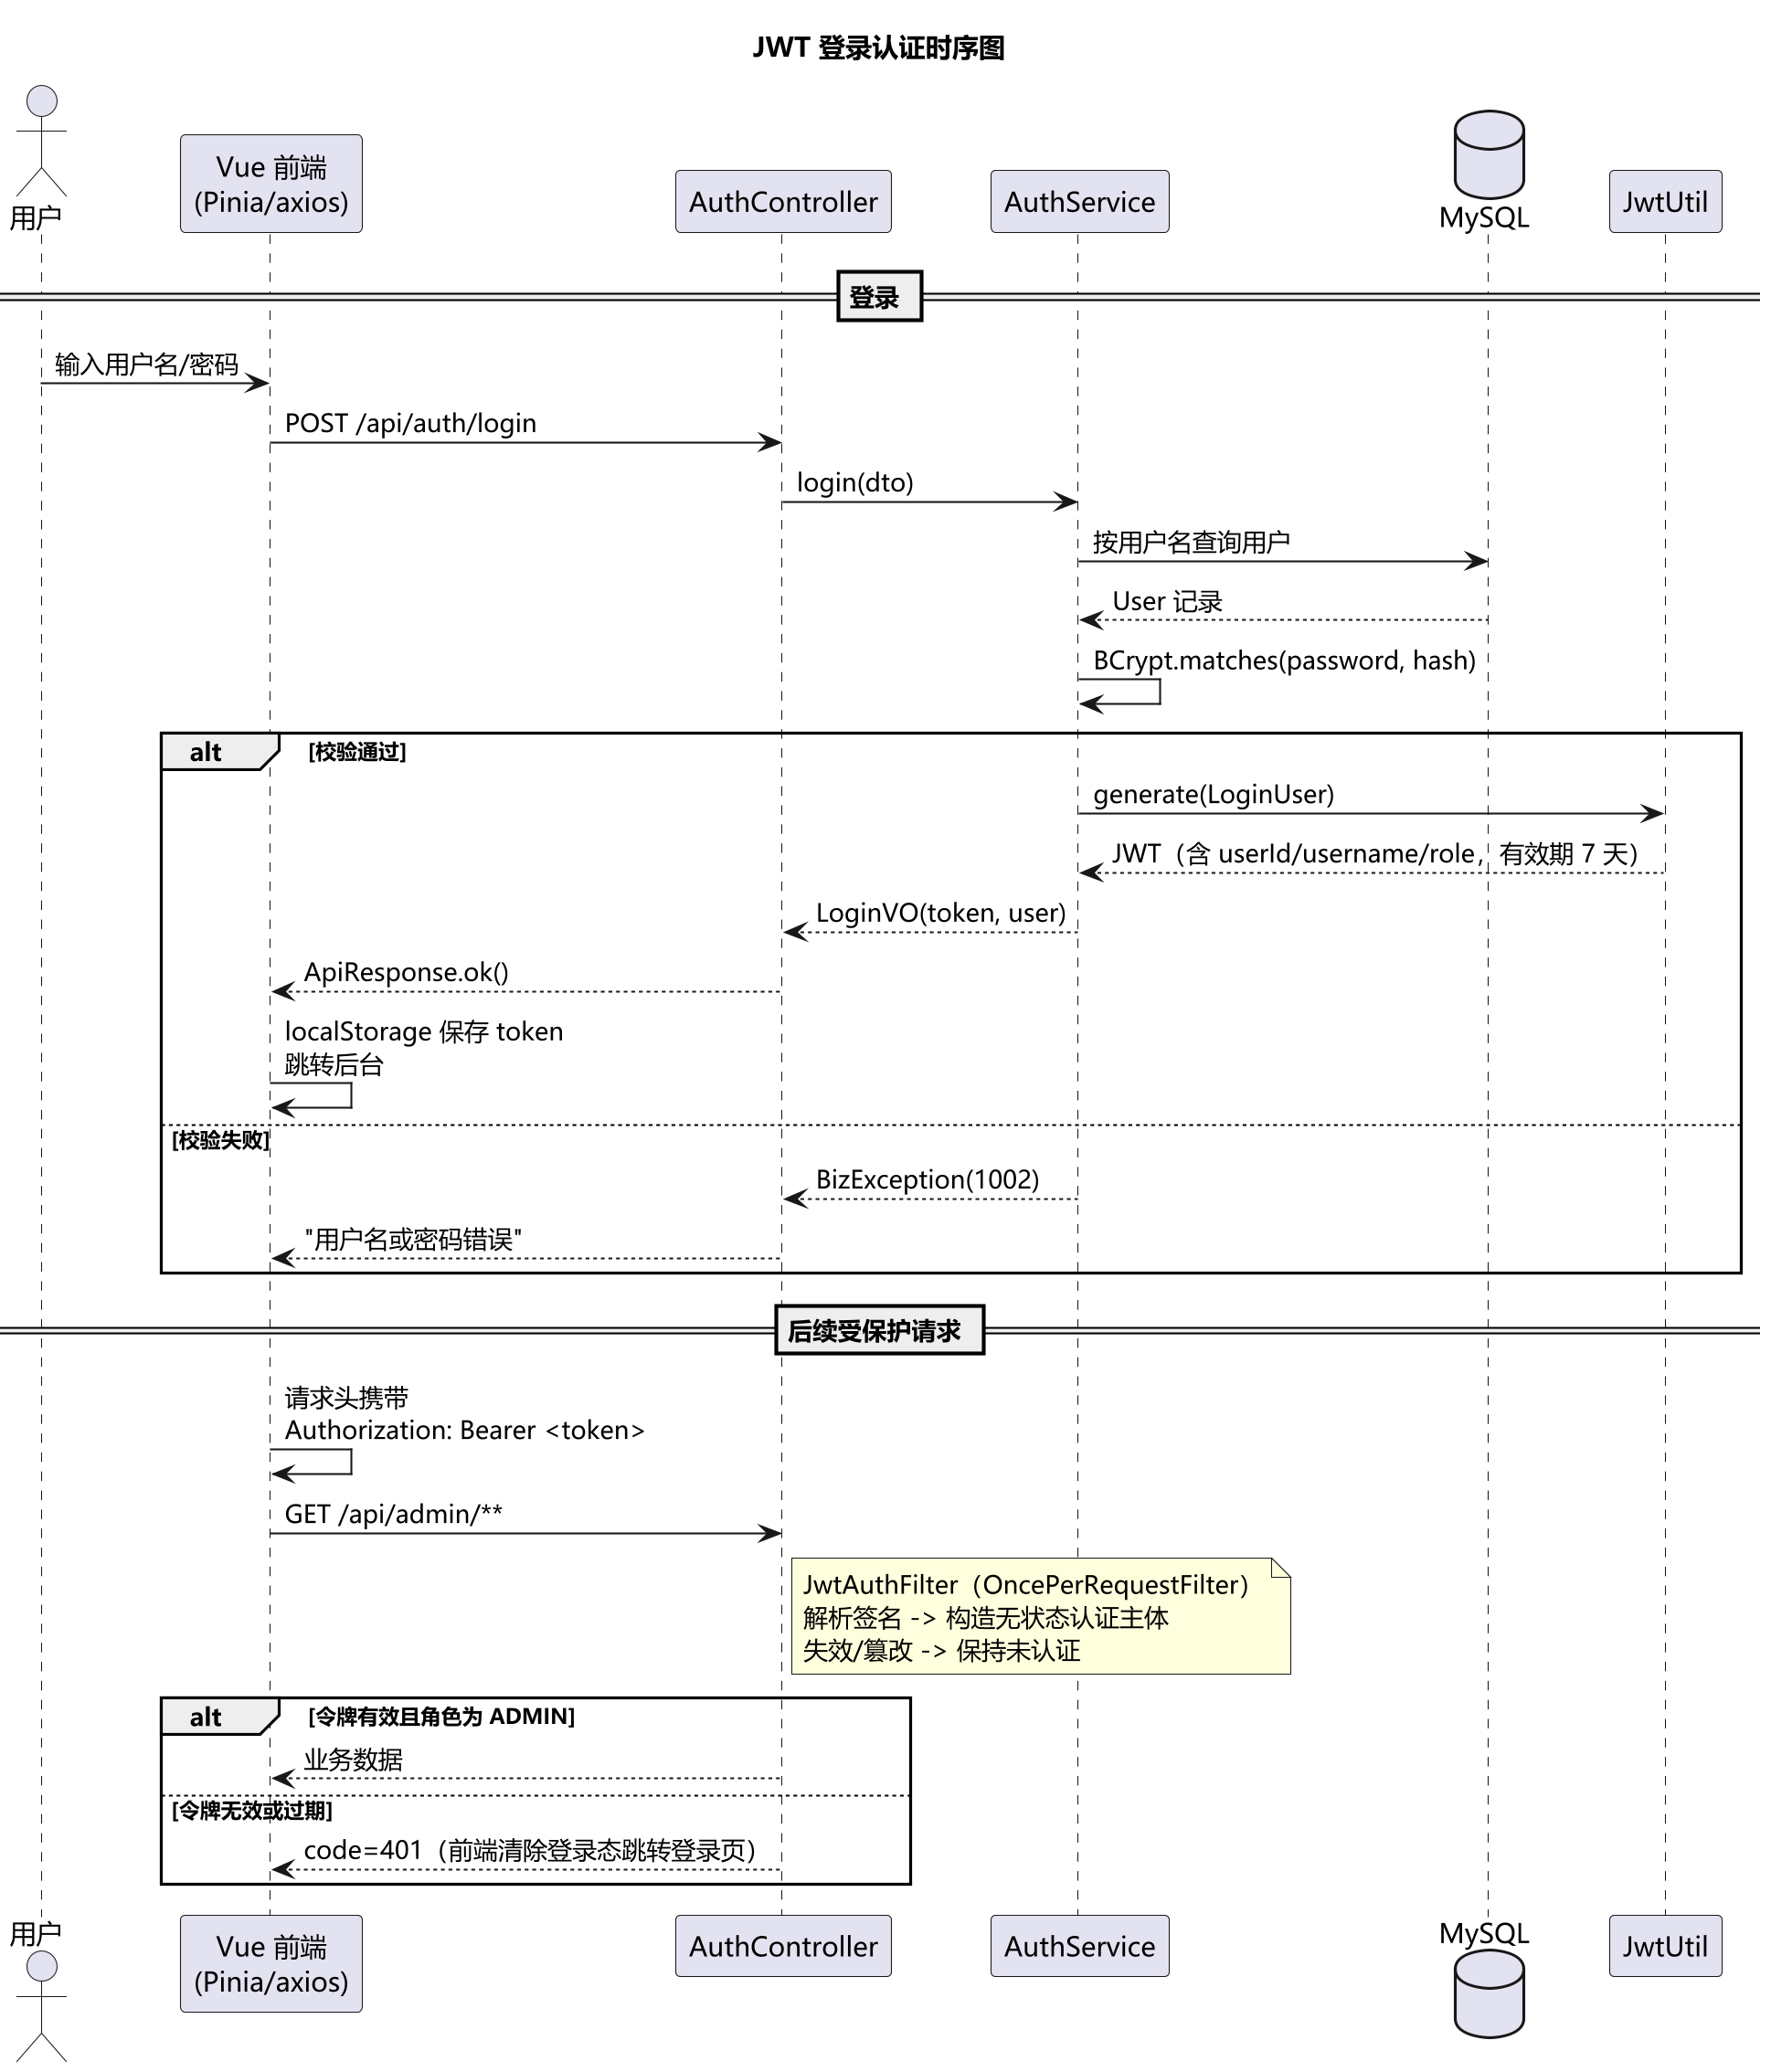 JWT 登录认证时序图
用户
Vue 前端
(Pinia/axios)
AuthController
AuthService
MySQL
JwtUtil
登录
输入用户名/密码
POST /api/auth/login
login(dto)
按用户名查询用户
User 记录
BCrypt.matches(password, hash)
alt
[校验通过]
generate(LoginUser)
JWT（含 userId/username/role，有效期 7 天）
LoginVO(token, user)
ApiResponse.ok()
localStorage 保存 token
跳转后台
[校验失败]
BizException(1002)
"用户名或密码错误"
后续受保护请求
请求头携带
Authorization: Bearer <token>
GET /api/admin/**
JwtAuthFilter（OncePerRequestFilter）
解析签名 -> 构造无状态认证主体
失效/篡改 -> 保持未认证
alt
[令牌有效且角色为 ADMIN]
业务数据
[令牌无效或过期]
code=401（前端清除登录态跳转登录页）
用户
Vue 前端
(Pinia/axios)
AuthController
AuthService
MySQL
JwtUtil